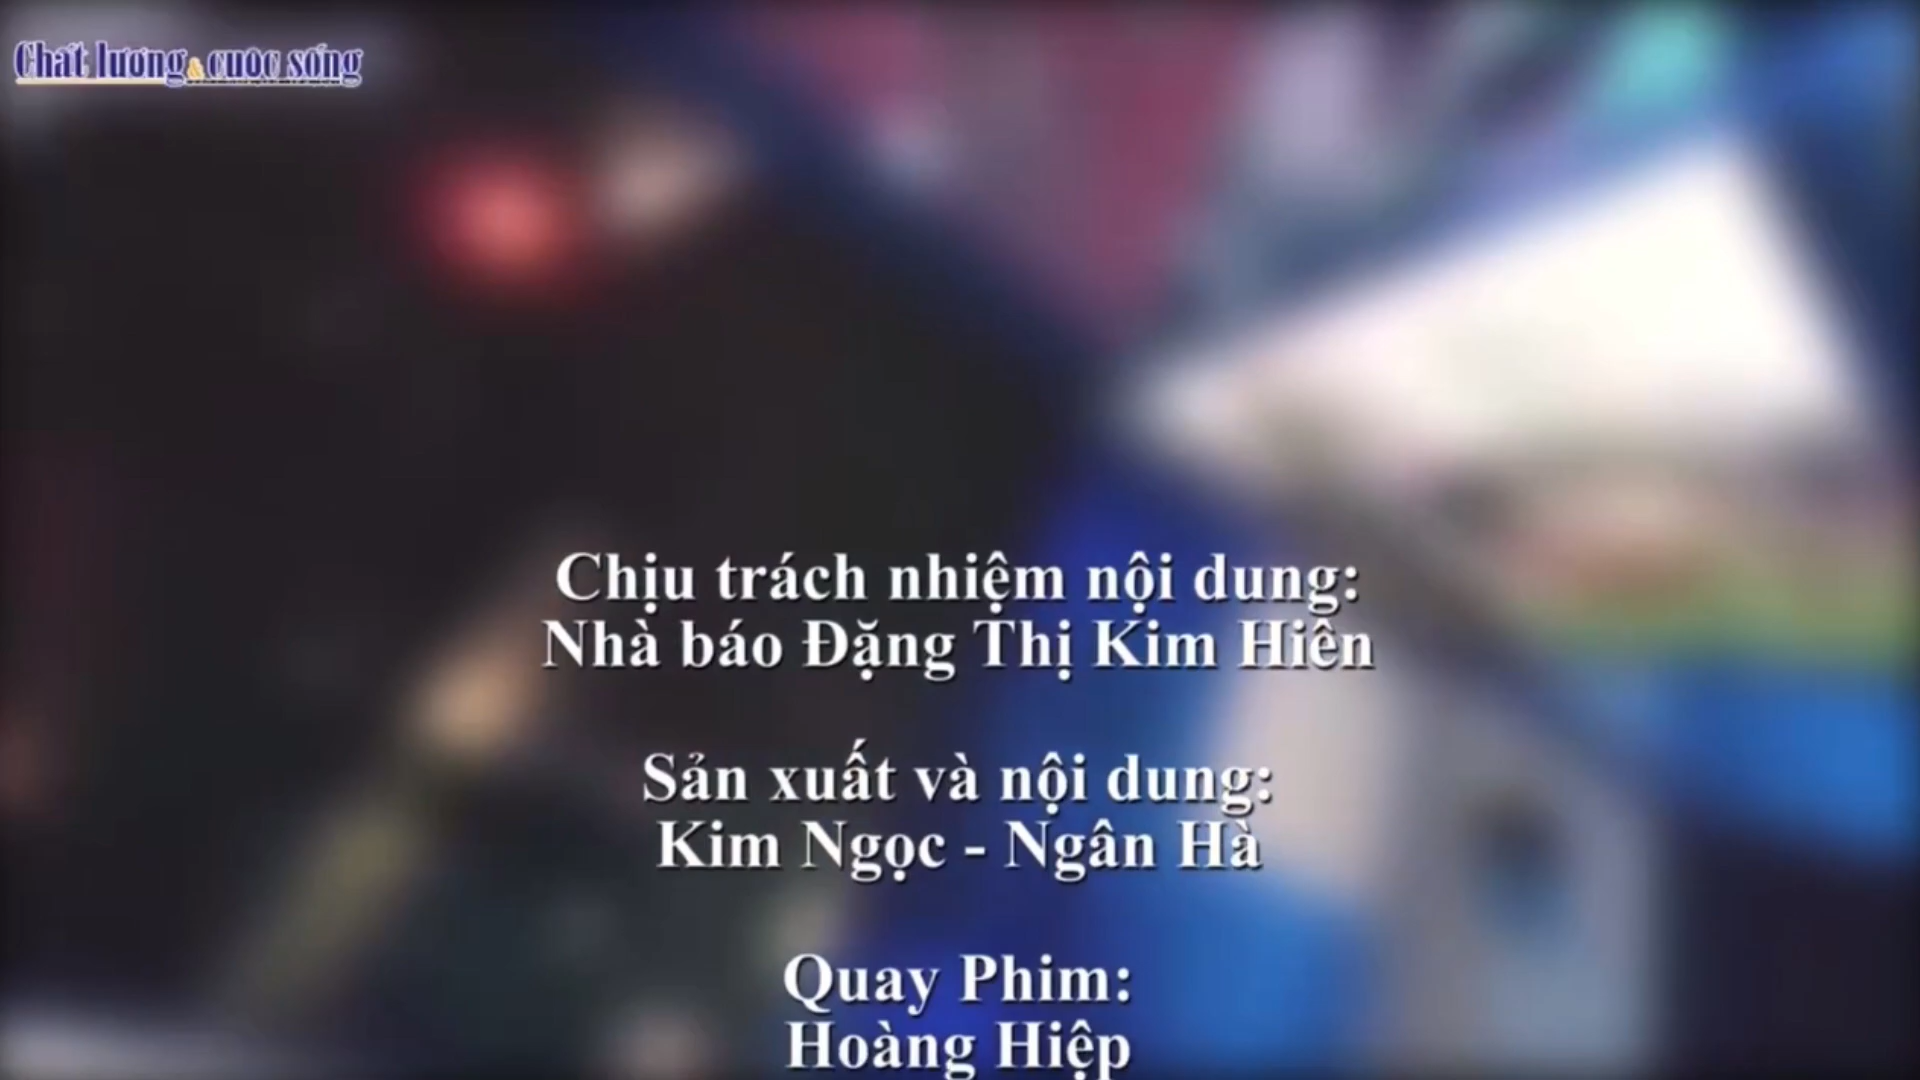 Chất lượng & cuộc sống
Chịu trách nhiệm nội dung:
Nhà báo Đặng Thị Kim Hiên
Sản xuất và nội dung:
Kim Ngọc - Ngân Hà
Quay Phim:
Hoàng Hiệp